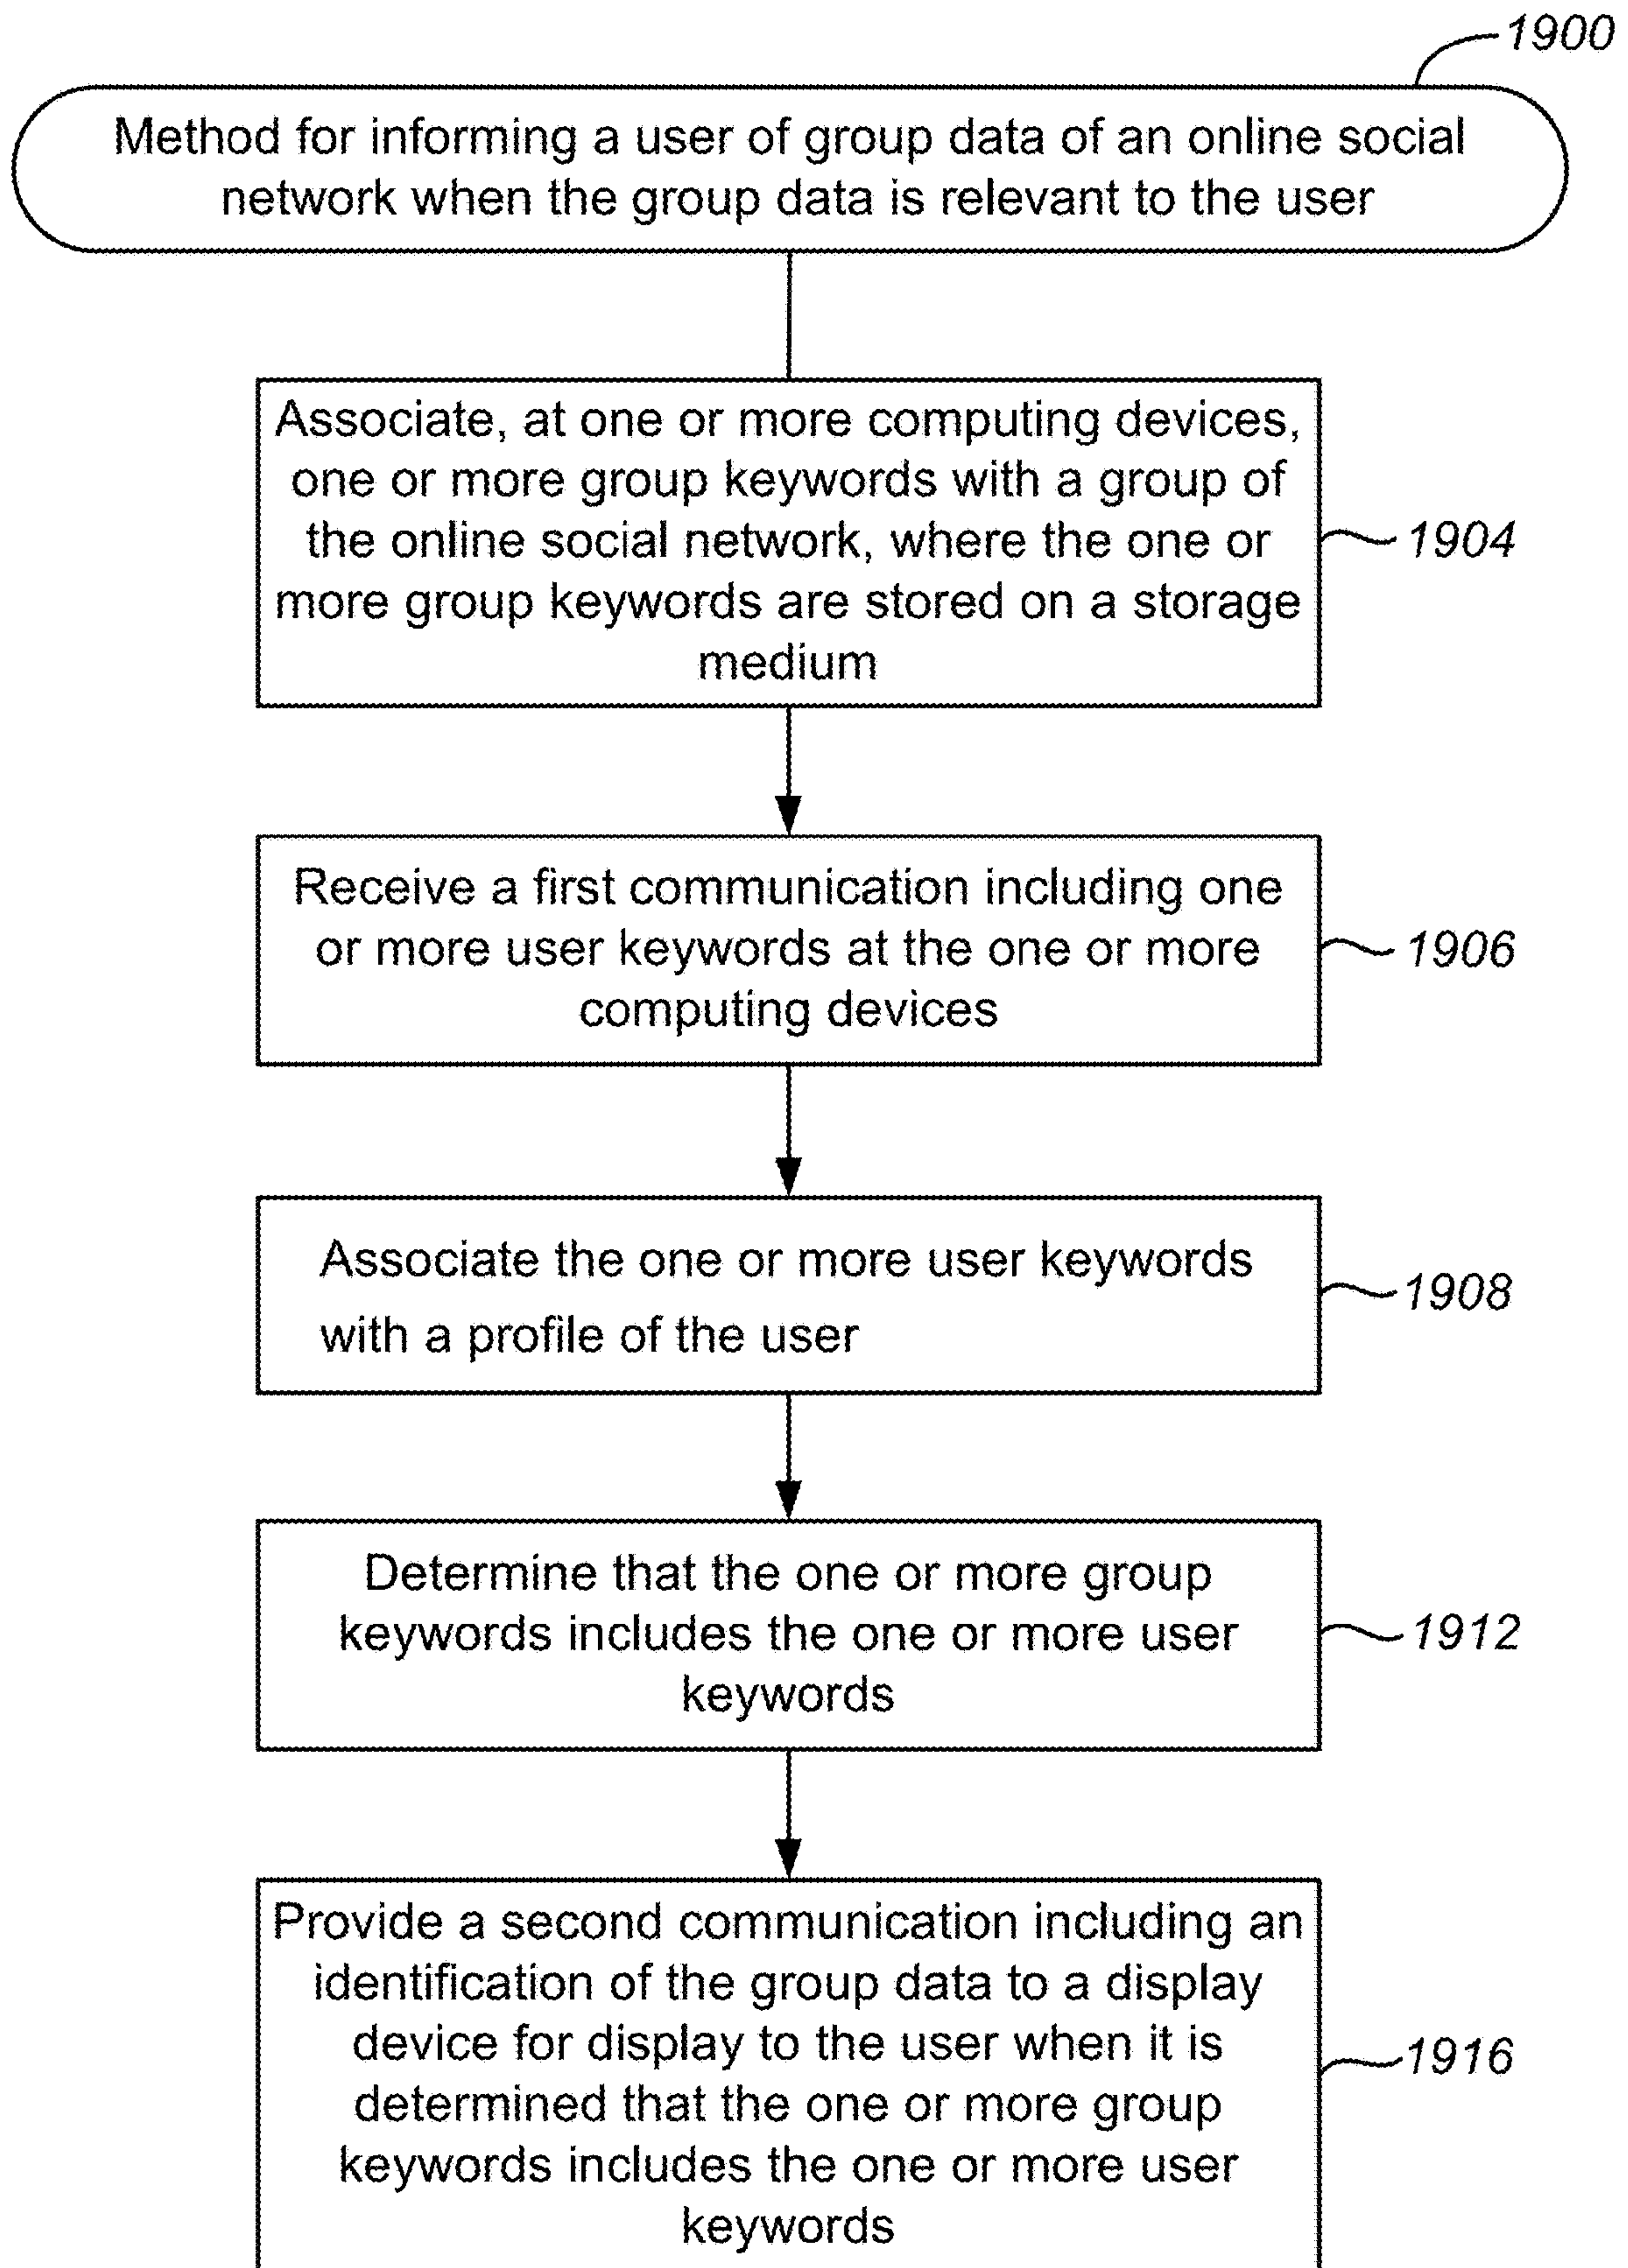 1900
Method for informing a user of group data of an online social
network when the group data is relevant to the user
Associate, at one or more computing devices,
one or more group keywords with a group of
the online social network, where the one or
more group keywords are stored on a storage
medium
1904
Receive a first communication including one
or more user keywords at the one or more
computing devices
1906
Associate the one or more user keywords
with a profile of the user
1908
Determine that the one or more group
keywords includes the one or more user
keywords
1912
Provide a second communication including an
identification of the group data to a display
device for display to the user when it is
determined that the one or more group
keywords includes the one or more user
keywords
1916